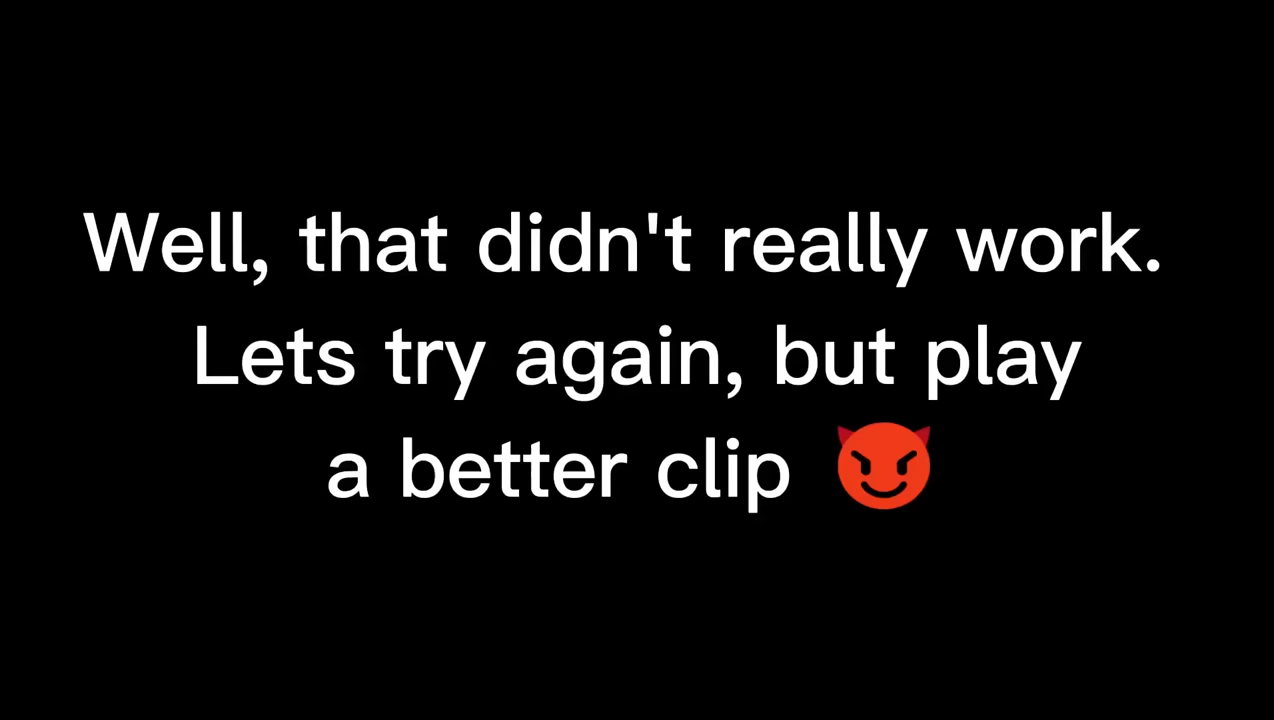 Well, that didn't really work.
Lets try again, but play
a better clip 😈